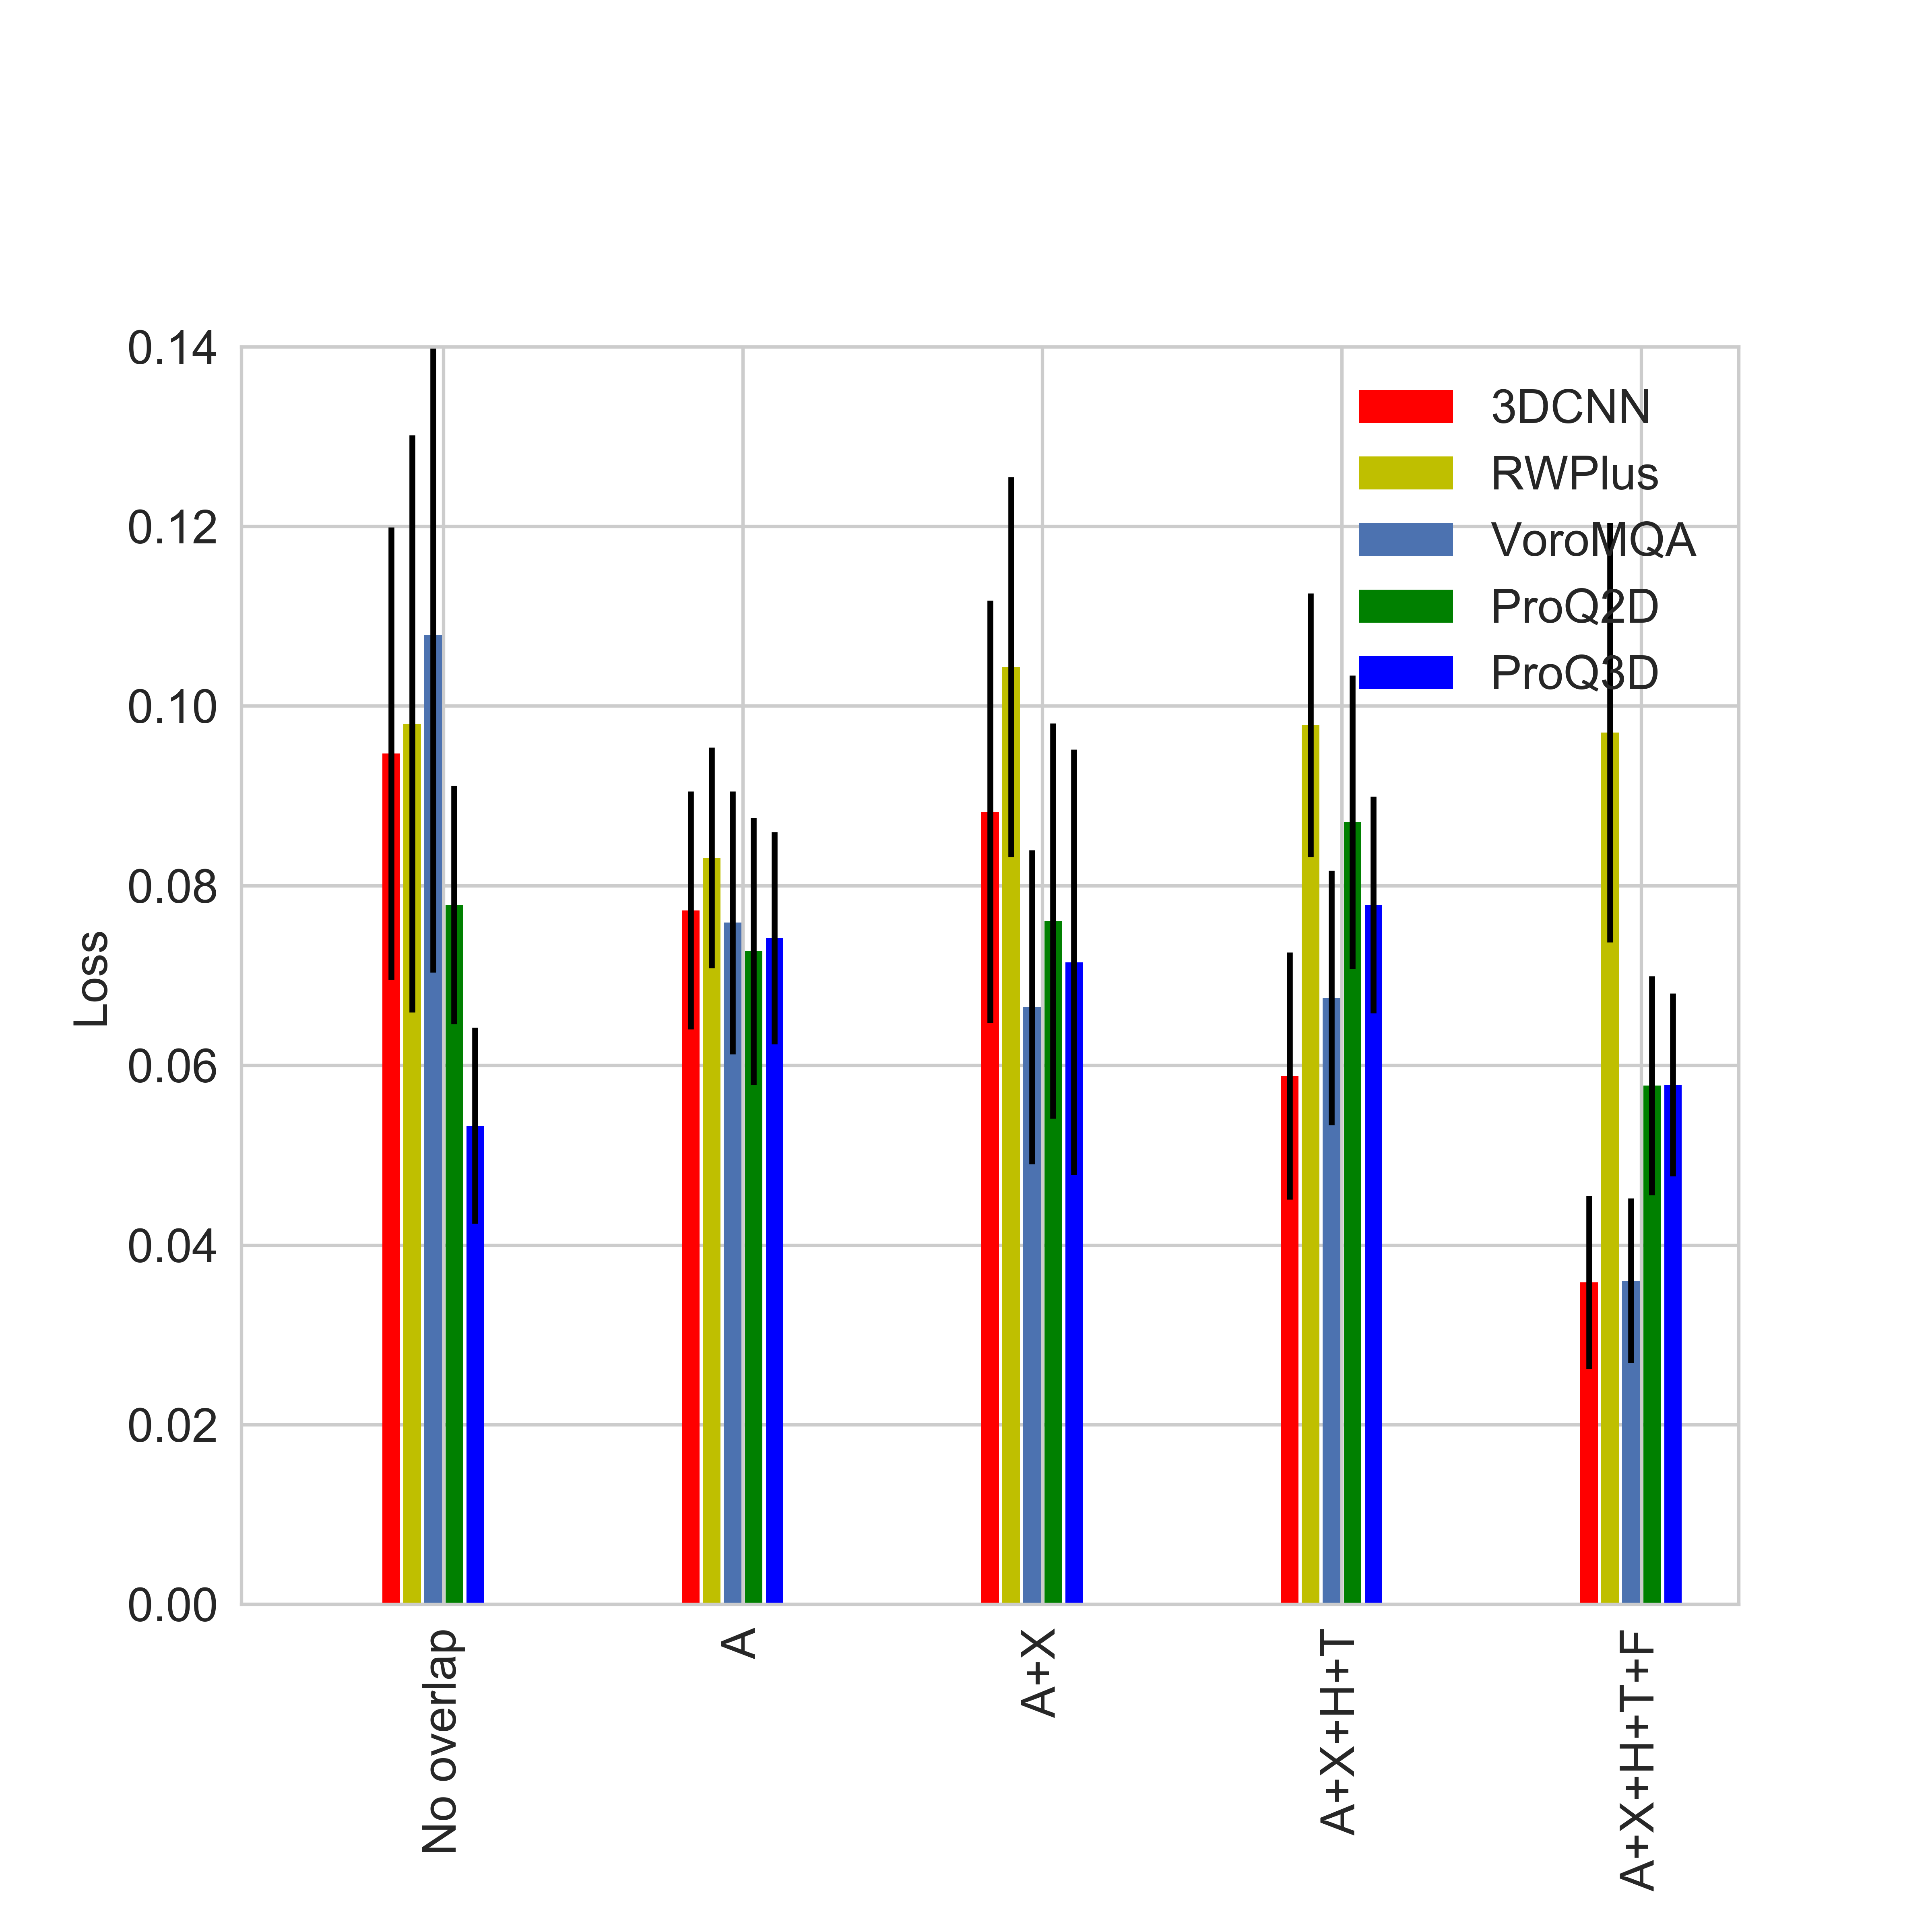 0.14
0.12
0.10
0.08
0.06
0.04
0.02
0.00
Loss
3DCNN
RWPlus
VoroMQA
ProQ2D
ProQ3D
No overlap
A
A+X
A+X+H+T
A+X+H+T+F